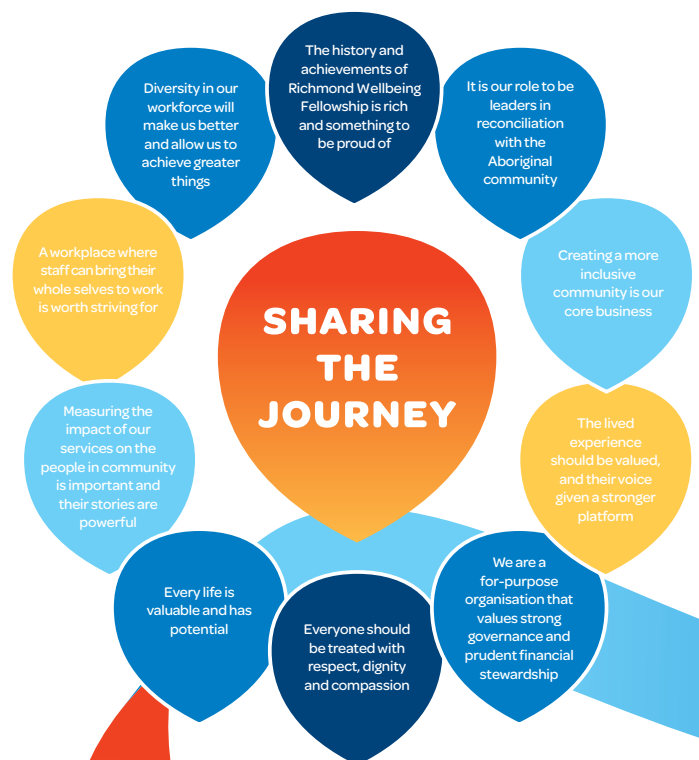 The history and
achievements of
Richmond Wellbeing
Fellowship is rich
and something to
be proud of
It is our role to be
leaders in
reconciliation
with the
Aboriginal
community
Creating a more
inclusive
community is our
core business
The lived
experience
should be valued,
and their voice
given a stronger
platform
We are a
for-purpose
organisation that
values strong
governance and
prudent financial
stewardship
Everyone should
be treated with
respect, dignity
and compassion
Every life is
valuable and has
potential
Measuring the
impact of our
services on the
people in community
is important and
their stories are
powerful
A workplace where
staff can bring their
whole selves to work
is worth striving for
Diversity in our
workforce will
make us better
and allow us to
achieve greater
things
SHARING
THE
JOURNEY